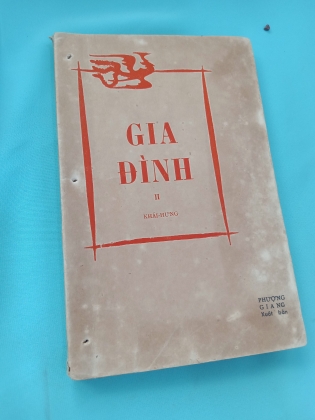 GIA
ĐÌNH
II
KHÁI-HƯNG
PHƯỢNG
GIANG
Xuất bản